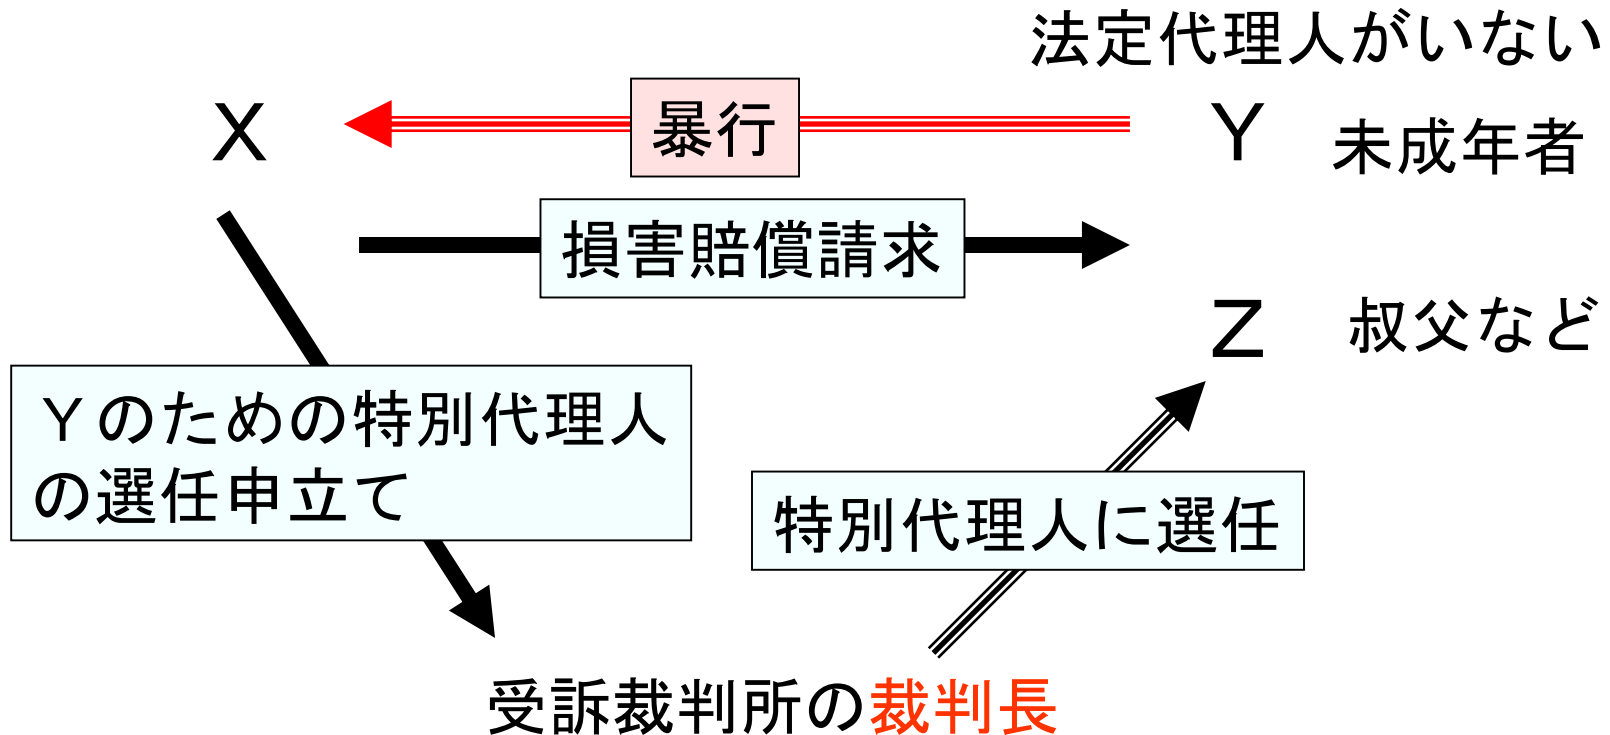 法定代理人がいない
X
暴行
Y
未成年者
損害賠償請求
Z
叔父など
Yのための特別代理人
の選任申立て
特別代理人に選任
受訴裁判所の裁判長